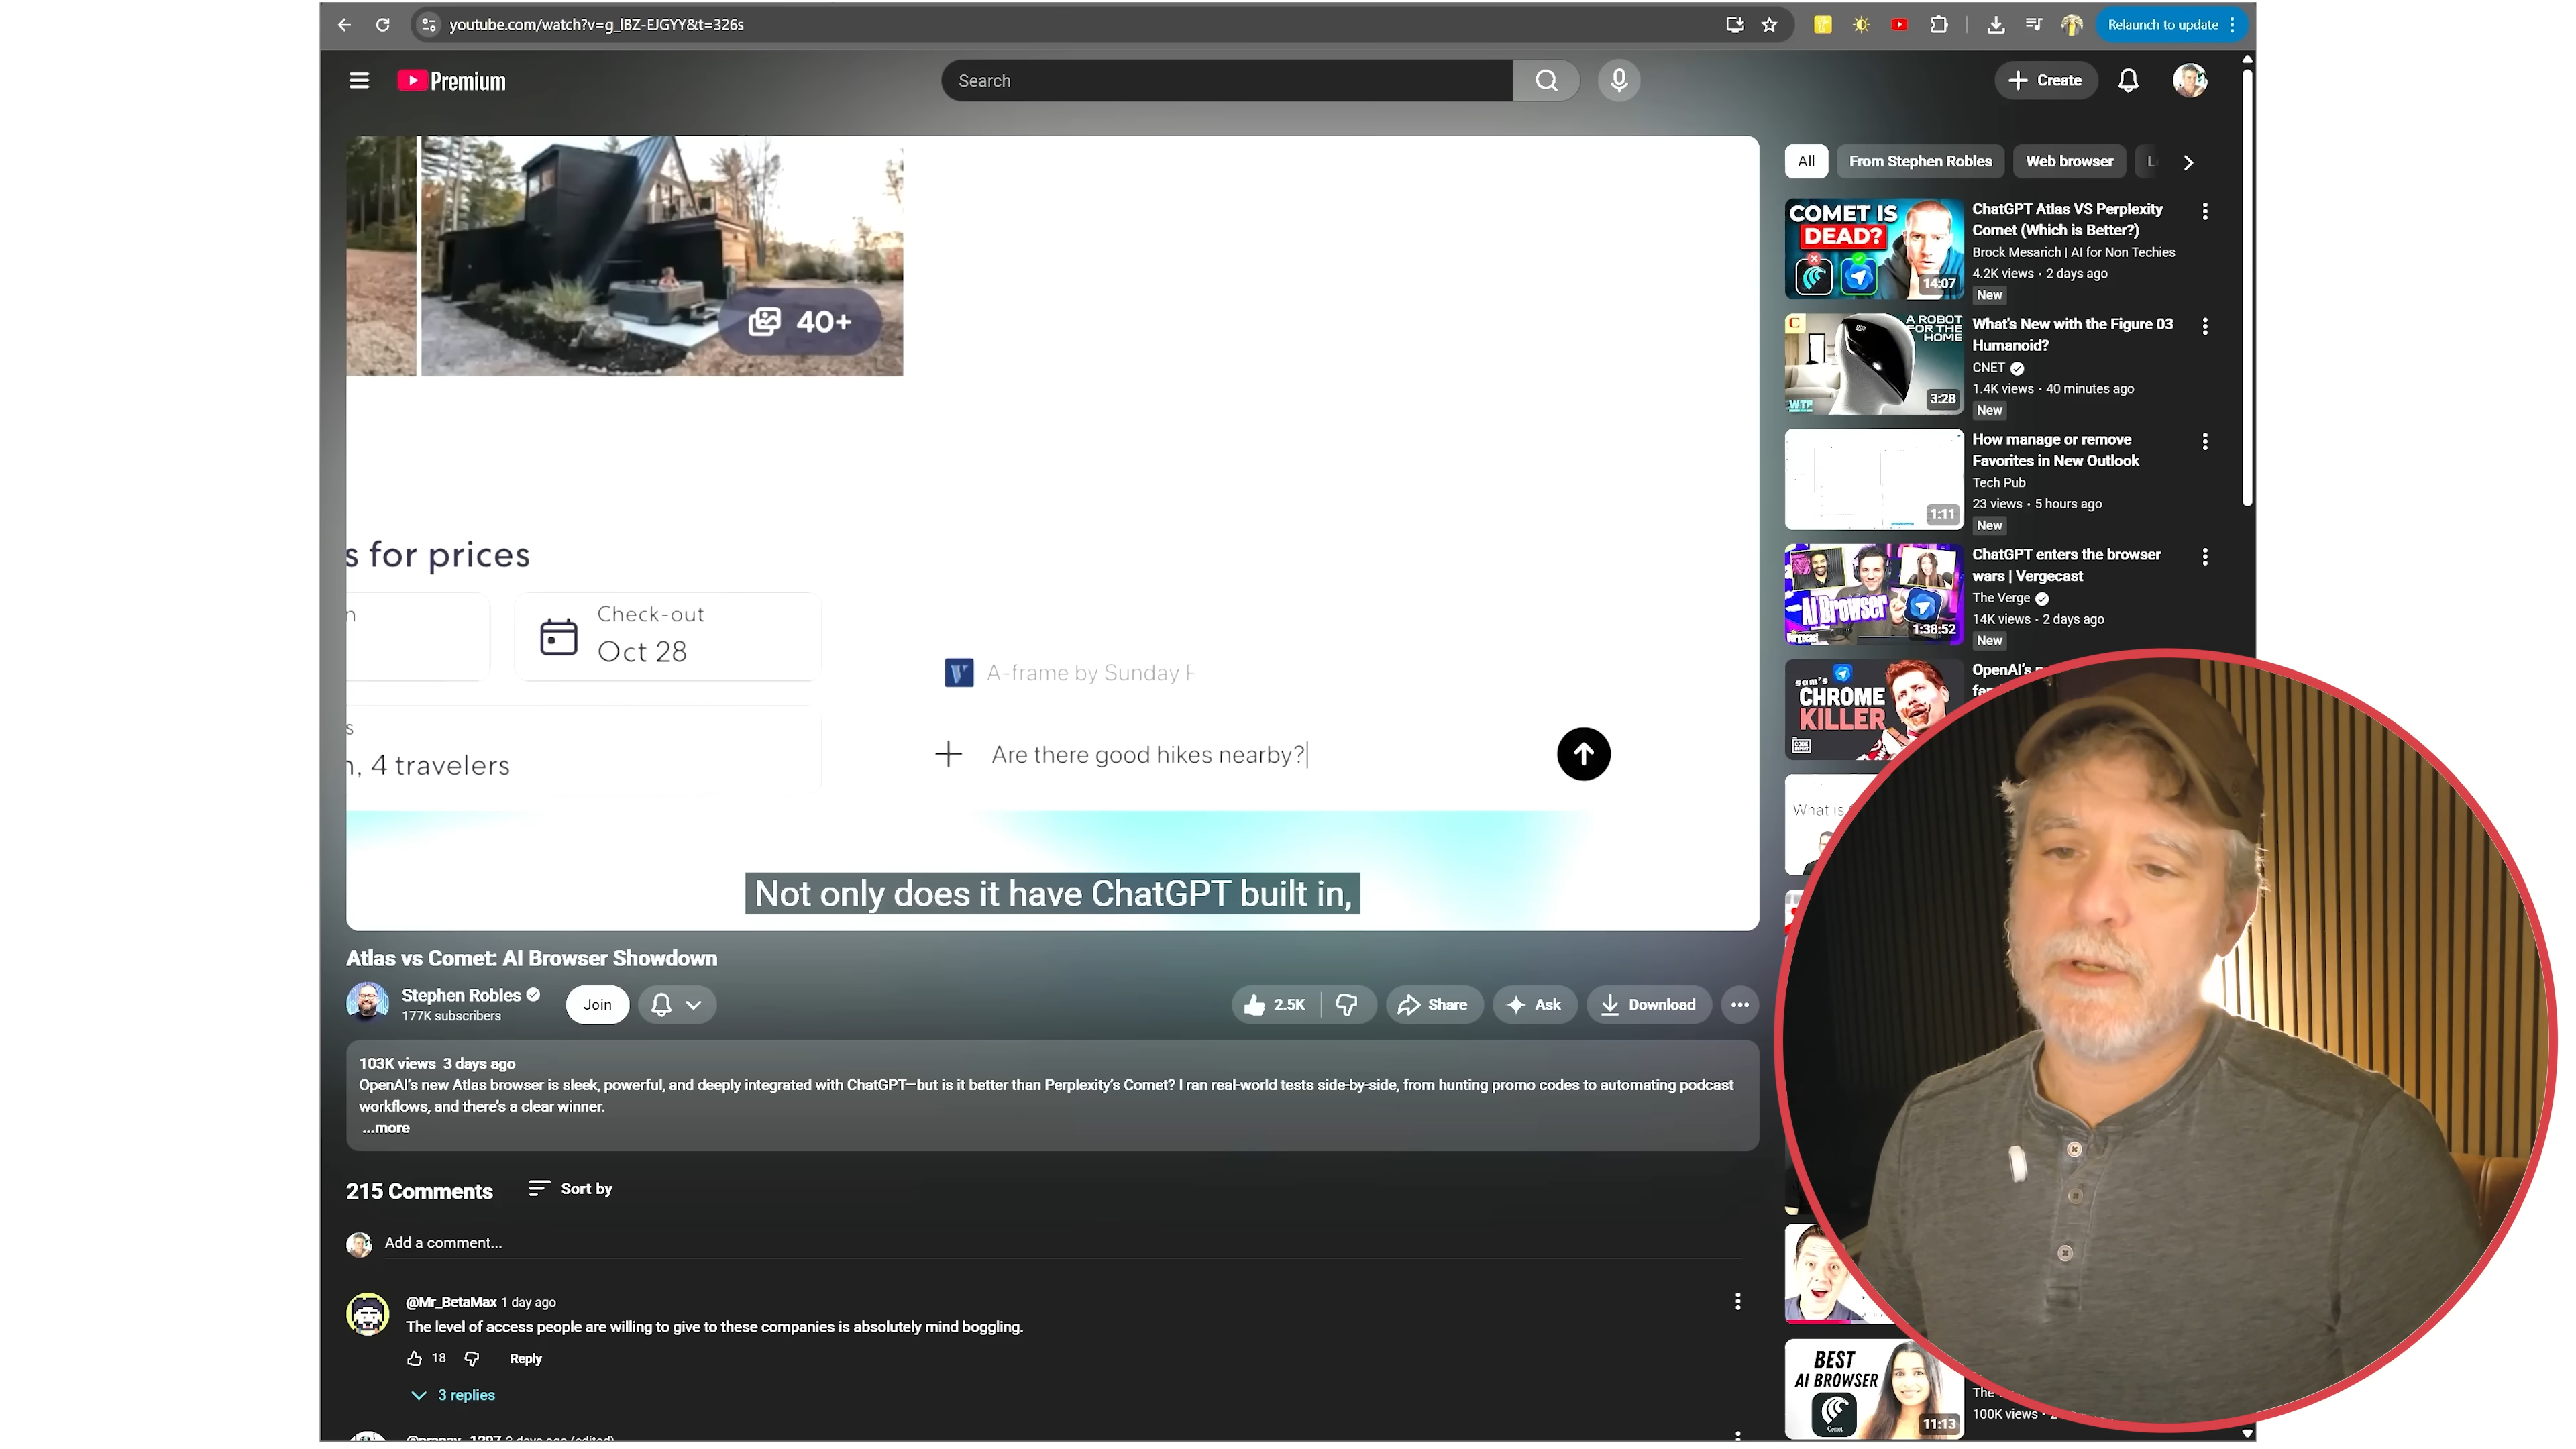 youtube.com/watch?v=g_lBZ-EJGYY&t=326s
Relaunch to update
Premium
Search
Create
40+
s for prices
n
Check-out
Oct 28
s
, 4 travelers
A-frame by Sunday
Are there good hikes nearby?
Not only does it have ChatGPT built in,
Atlas vs Comet: AI Browser Showdown
Stephen Robles
177K subscribers
Join
2.5K
Share
Ask
Download
103K views 3 days ago
OpenAI's new Atlas browser is sleek, powerful, and deeply integrated with ChatGPT—but is it better than Perplexity's Comet? I ran real-world tests side-by-side, from hunting promo codes to automating podcast
workflows, and there's a clear winner.
...more
215 Comments
Sort by
Add a comment...
@Mr_BetaMax 1 day ago
The level of access people are willing to give to these companies is absolutely mind boggling.
18
Reply
3 replies
@pranav_1297 3 days ago (edited)
All
From Stephen Robles
Web browser
COMET IS
DEAD?
14:07
ChatGPT Atlas VS Perplexity
Comet (Which is Better?)
Brock Mesarich | AI for Non Techies
4.2K views • 2 days ago
New
A ROBOT
FOR THE
HOME
WTF
3:28
What's New with the Figure 03
Humanoid?
CNET
1.4K views • 40 minutes ago
New
1:11
How manage or remove
Favorites in New Outlook
Tech Pub
23 views • 5 hours ago
New
AI Browser
1:38:52
ChatGPT enters the browser
wars | Vergecast
The Verge
14K views • 2 days ago
New
sam's
CHROME
KILLER
THE CODE REPORT
OpenAI's
What is
BEST
AI BROWSER
Comet
11:13
The
100K views •